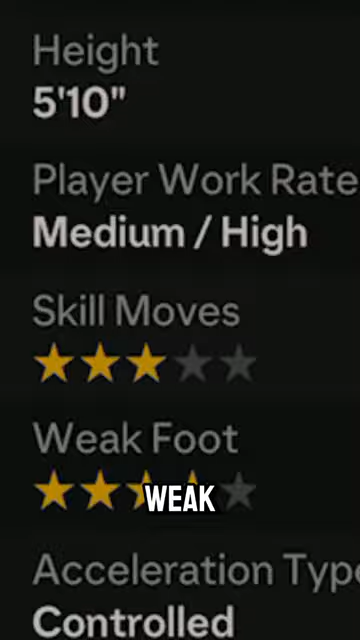 Height
5'10"
Player Work Rate
Medium / High
Skill Moves
Weak Foot
WEAK
Acceleration Type
Controlled